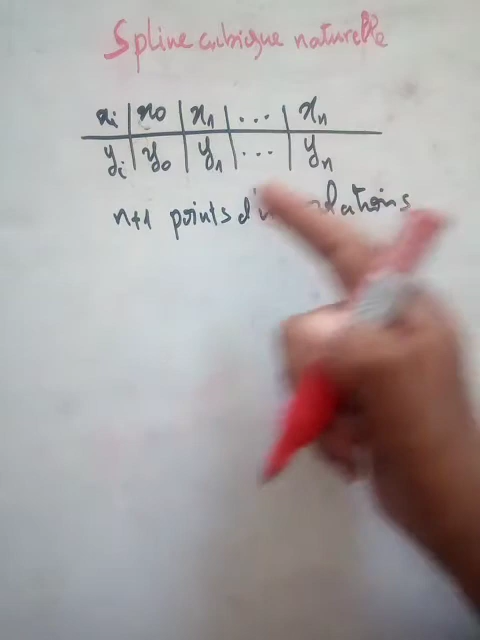 Spline cubique naturelle
xi | x0 | x1 | ... | xn
yi | y0 | y1 | ... | yn
n+1 points